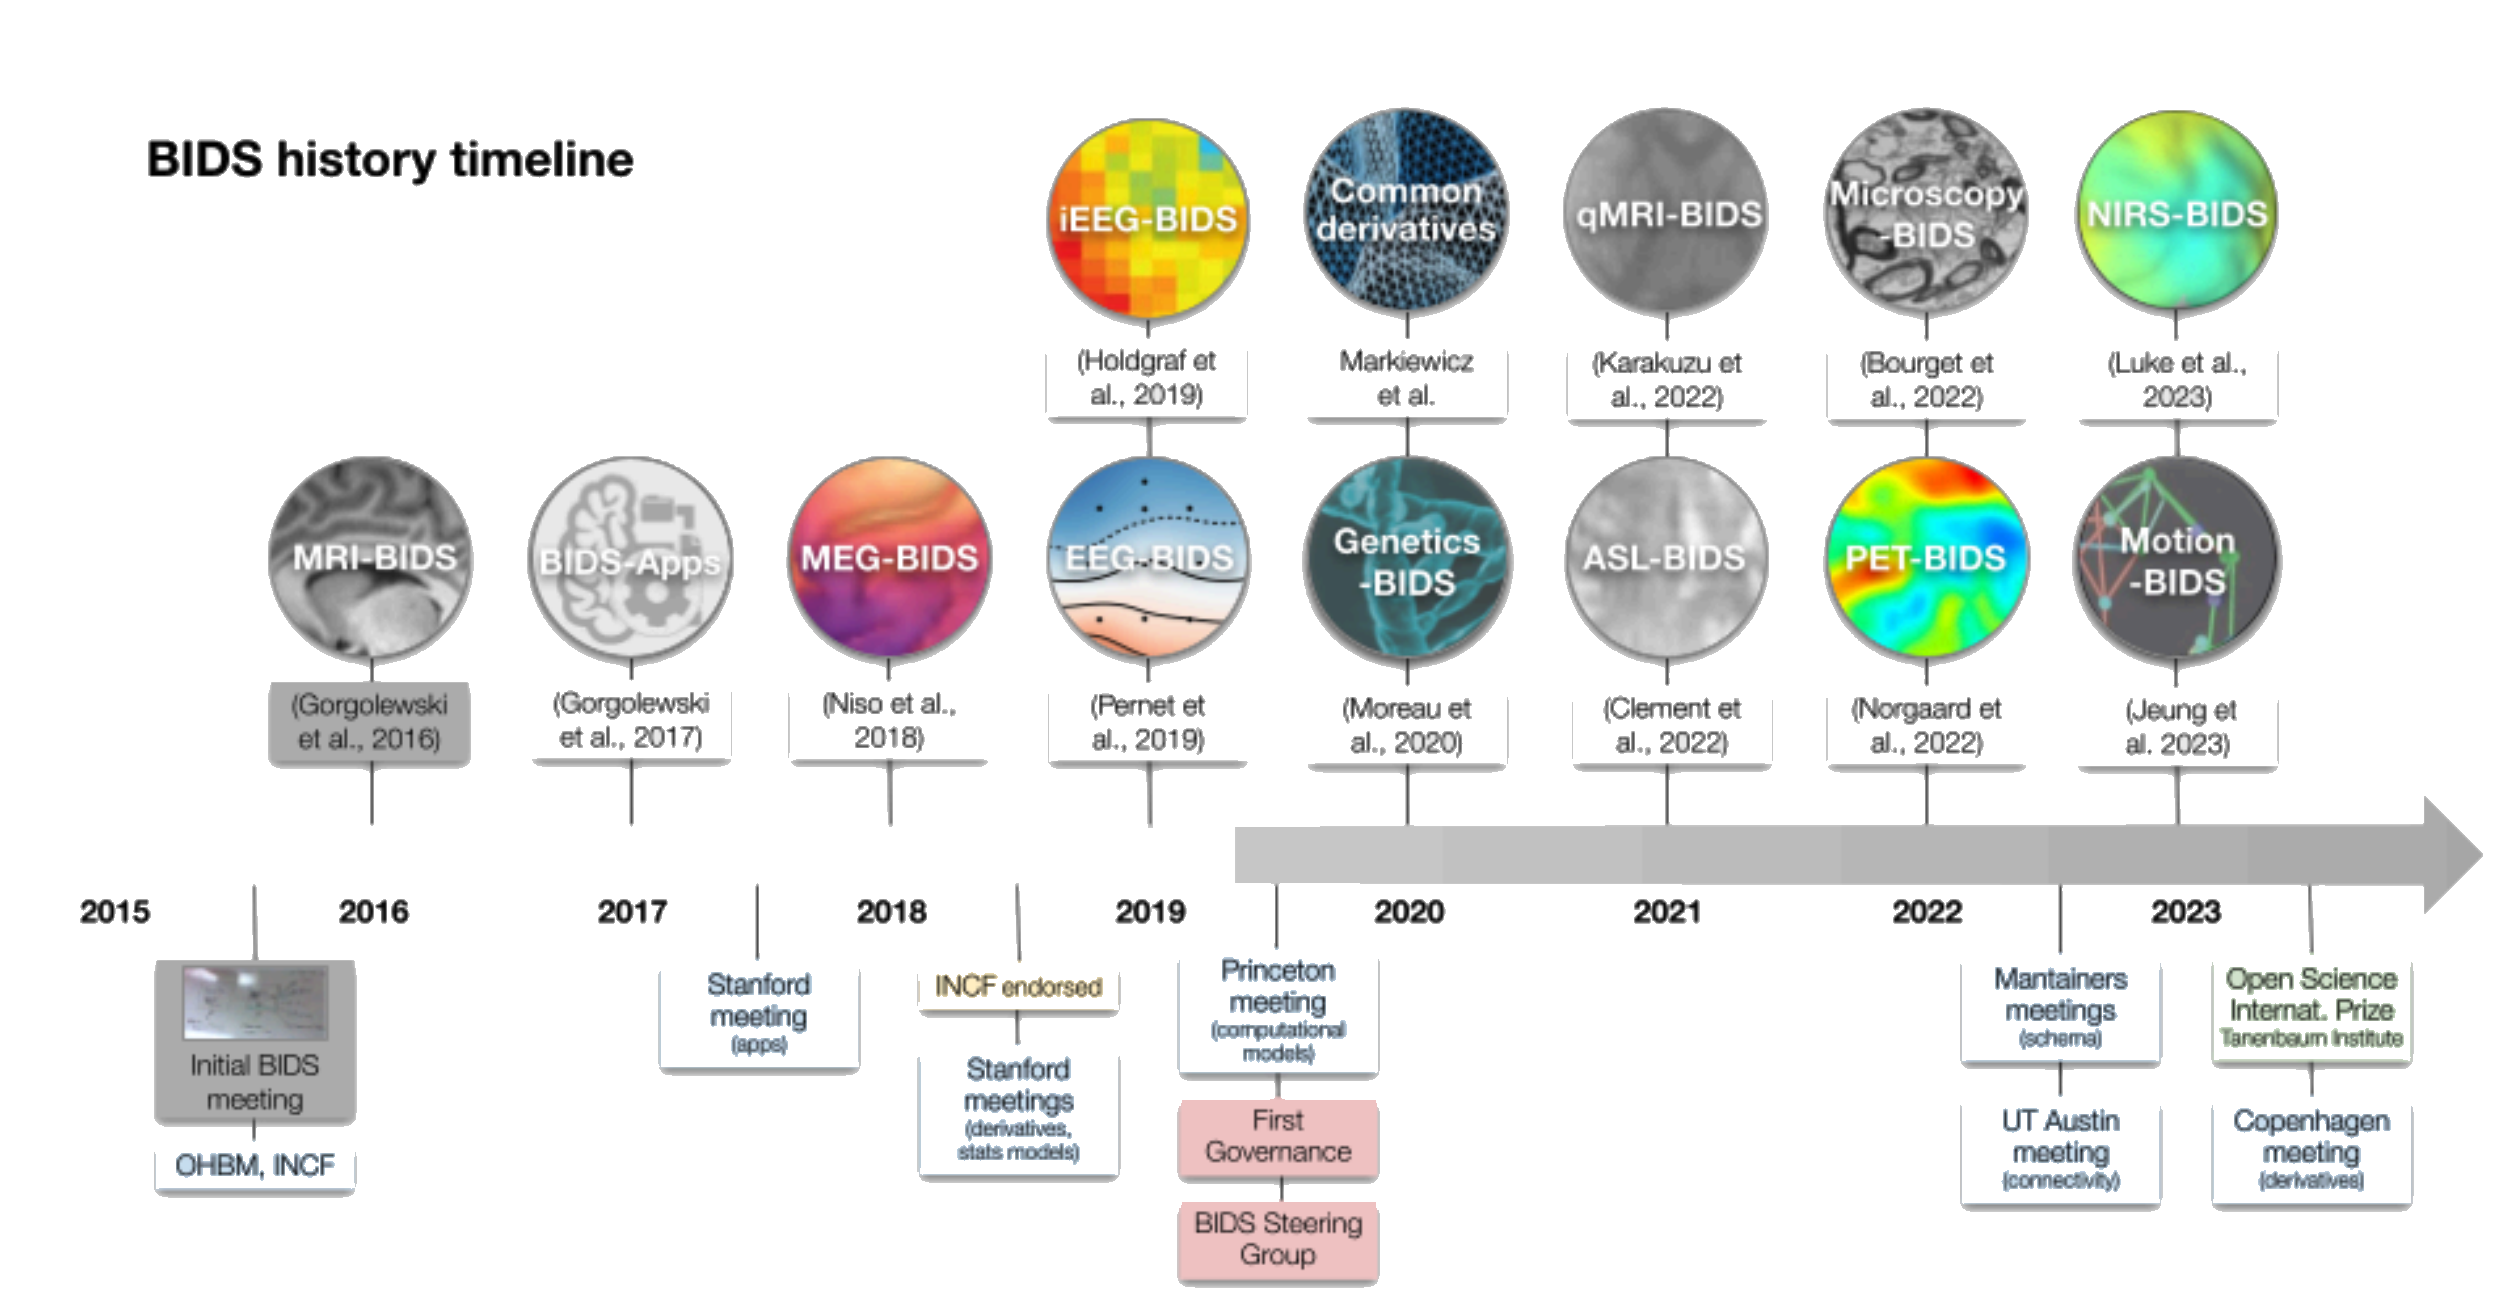 BIDS history timeline
iEEG-BIDS
Common
derivatives
qMRI-BIDS
Microscopy
-BIDS
NIRS-BIDS
(Holdgraf et
al., 2019)
Markiewicz
et al.
(Karakuzu et
al., 2022)
(Bourget et
al., 2022)
(Luke et al.,
2023)
MRI-BIDS
BIDS-Apps
MEG-BIDS
EEG-BIDS
Genetics
-BIDS
ASL-BIDS
PET-BIDS
Motion
-BIDS
(Gorgolewski
et al., 2016)
(Gorgolewski
et al., 2017)
(Niso et al.,
2018)
(Pernet et
al., 2019)
(Moreau et
al., 2020)
(Clement et
al., 2022)
(Norgaard et
al., 2022)
(Jeung et
al. 2023)
2015
2016
2017
2018
2019
2020
2021
2022
2023
Initial BIDS
meeting
OHBM, INCF
Stanford
meeting
(apps)
INCF endorsed
Stanford
meetings
(derivatives,
stats models)
Princeton
meeting
(computational
models)
First
Governance
BIDS Steering
Group
Mantainers
meetings
(schema)
UT Austin
meeting
(connectivity)
Open Science
Internat. Prize
Tanenbaum Institute
Copenhagen
meeting
(derivatives)